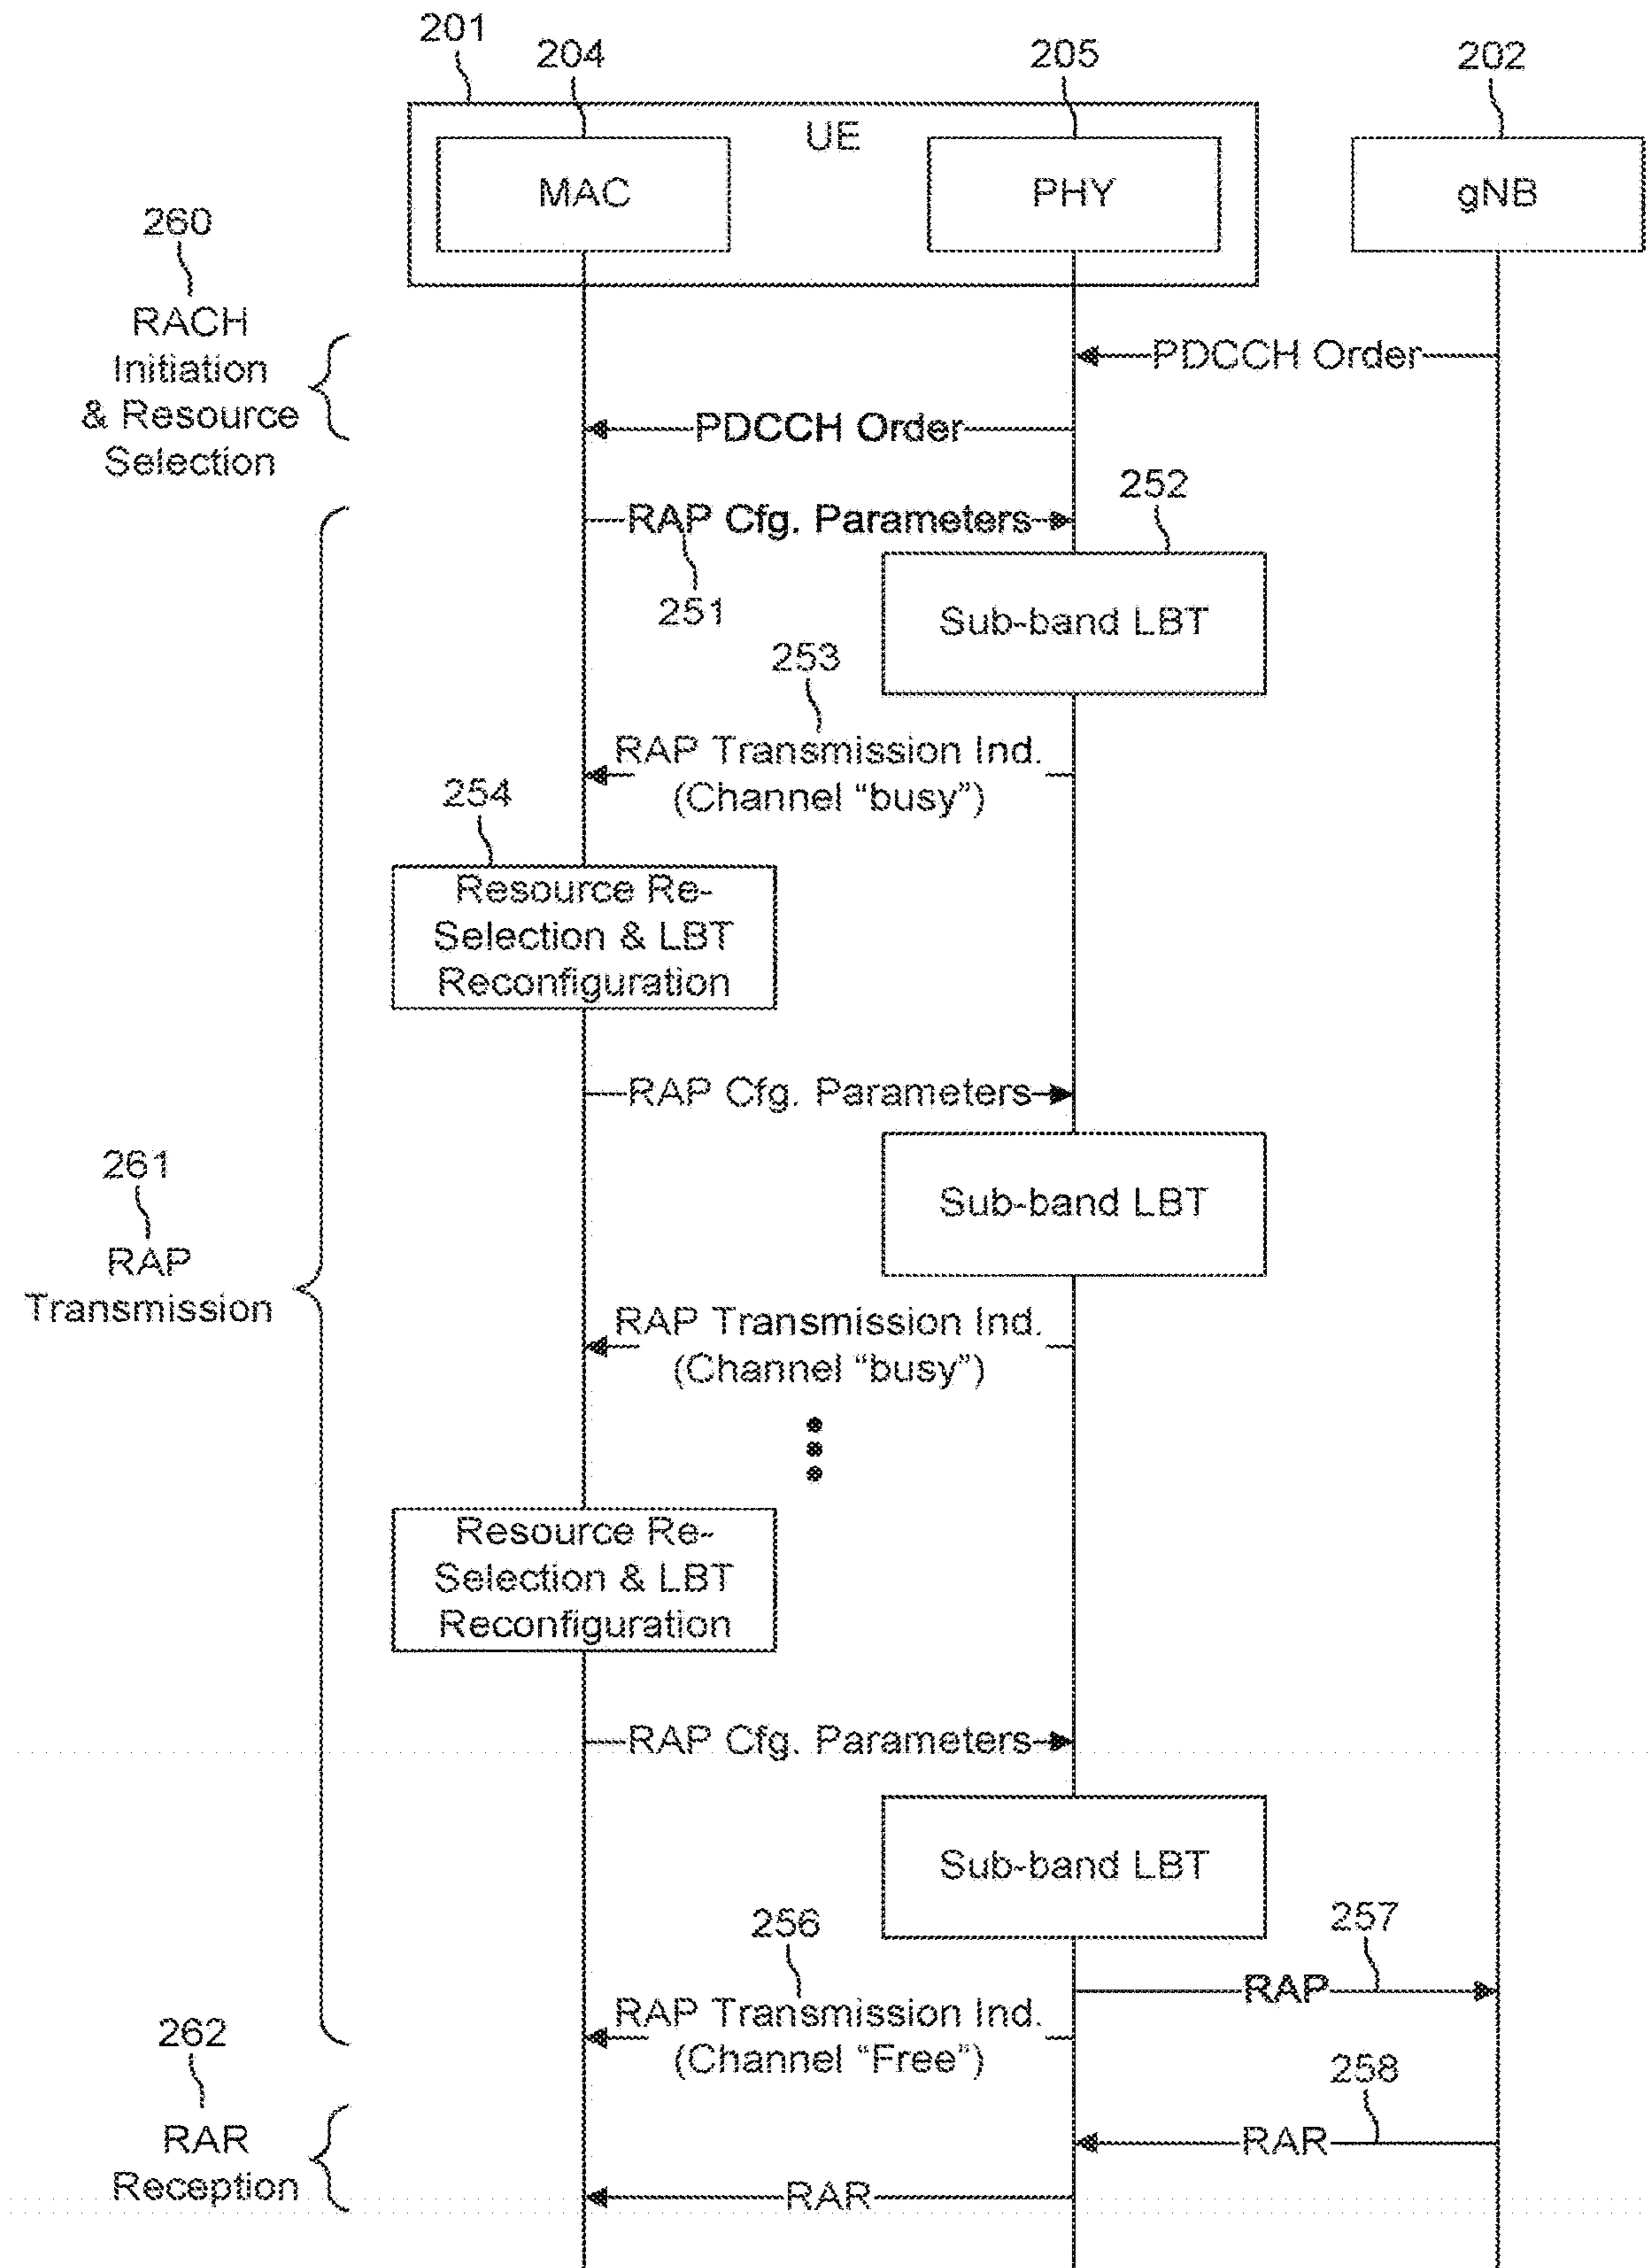 201
204
205
202
UE
MAC
PHY
gNB
260
RACH
Initiation
& Resource
Selection
PDCCH Order
PDCCH Order
RAP Cfg. Parameters
251
252
Sub-band LBT
253
RAP Transmission Ind.
(Channel "busy")
254
Resource Re-
Selection & LBT
Reconfiguration
RAP Cfg. Parameters
Sub-band LBT
261
RAP
Transmission
RAP Transmission Ind.
(Channel "busy")
Resource Re-
Selection & LBT
Reconfiguration
RAP Cfg. Parameters
Sub-band LBT
256
257
RAP
RAP Transmission Ind.
(Channel "Free")
262
RAR
Reception
258
RAR
RAR